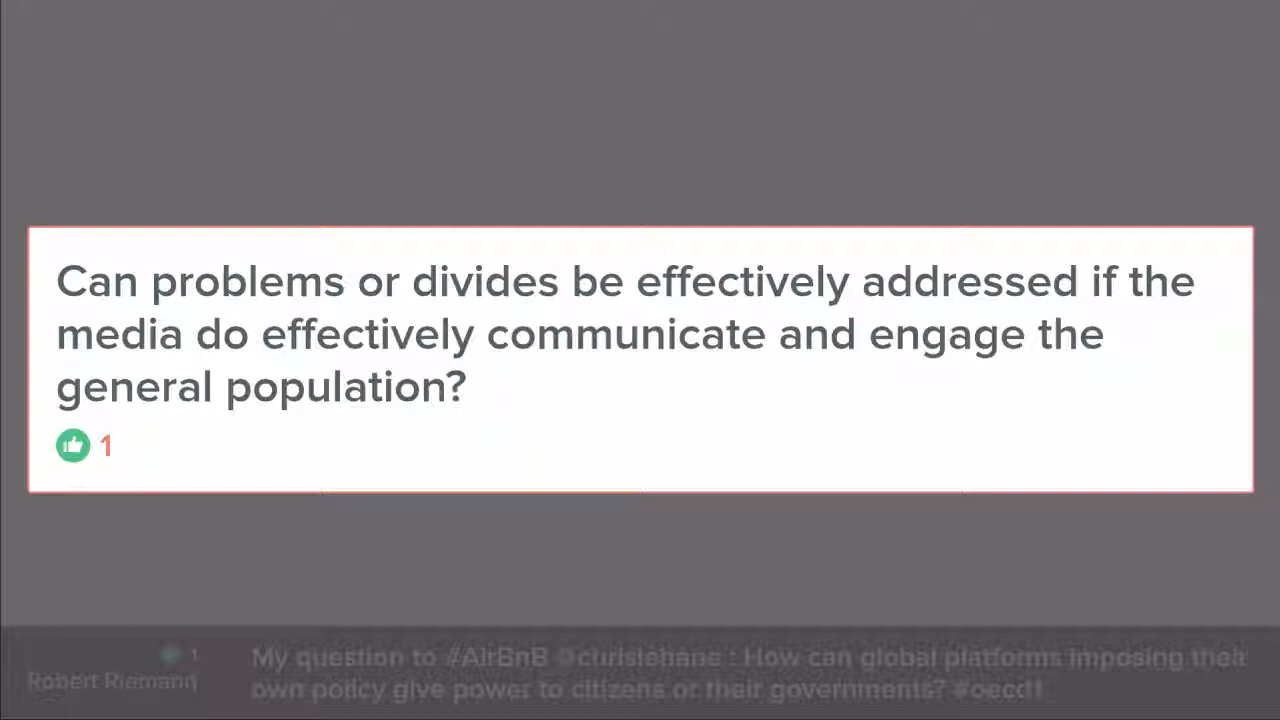 Can problems or divides be effectively addressed if the
media do effectively communicate and engage the
general population?
1
1
Robert Riemann
My question to #AirBnB @chrislehane : How can global platforms imposing their
own policy give power to citizens or their governments?